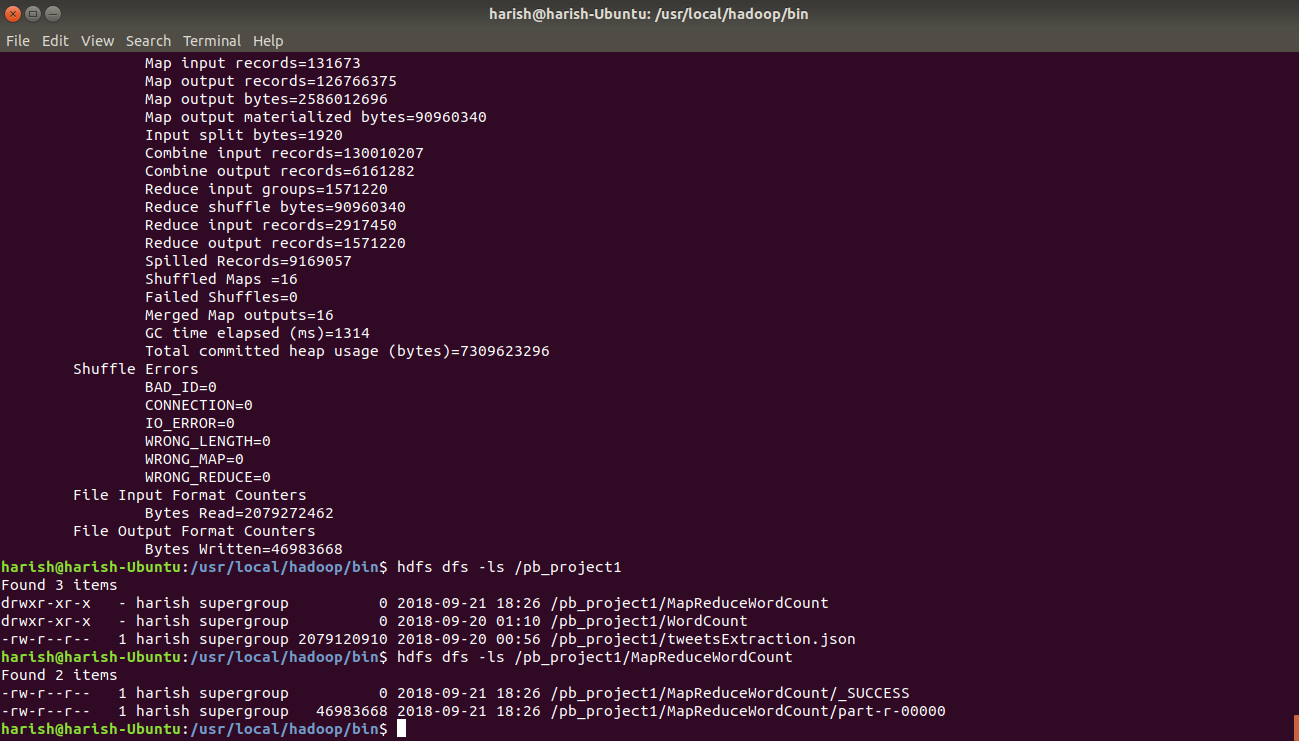 harish@harish-Ubuntu: /usr/local/hadoop/bin
File Edit View Search Terminal Help
Map input records=131673
Map output records=126766375
Map output bytes=2586012696
Map output materialized bytes=90960340
Input split bytes=1920
Combine input records=130010207
Combine output records=6161282
Reduce input groups=1571220
Reduce shuffle bytes=90960340
Reduce input records=2917450
Reduce output records=1571220
Spilled Records=9169057
Shuffled Maps =16
Failed Shuffles=0
Merged Map outputs=16
GC time elapsed (ms)=1314
Total committed heap usage (bytes)=7309623296
Shuffle Errors
BAD_ID=0
CONNECTION=0
IO_ERROR=0
WRONG_LENGTH=0
WRONG_MAP=0
WRONG_REDUCE=0
File Input Format Counters
Bytes Read=2079272462
File Output Format Counters
Bytes Written=46983668
harish@harish-Ubuntu:/usr/local/hadoop/bin$ hdfs dfs -ls /pb_project1
Found 3 items
drwxr-xr-x   - harish supergroup          0 2018-09-21 18:26 /pb_project1/MapReduceWordCount
drwxr-xr-x   - harish supergroup          0 2018-09-20 01:10 /pb_project1/WordCount
-rw-r--r--   1 harish supergroup 2079120910 2018-09-20 00:56 /pb_project1/tweetsExtraction.json
harish@harish-Ubuntu:/usr/local/hadoop/bin$ hdfs dfs -ls /pb_project1/MapReduceWordCount
Found 2 items
-rw-r--r--   1 harish supergroup          0 2018-09-21 18:26 /pb_project1/MapReduceWordCount/_SUCCESS
-rw-r--r--   1 harish supergroup   46983668 2018-09-21 18:26 /pb_project1/MapReduceWordCount/part-r-00000
harish@harish-Ubuntu:/usr/local/hadoop/bin$